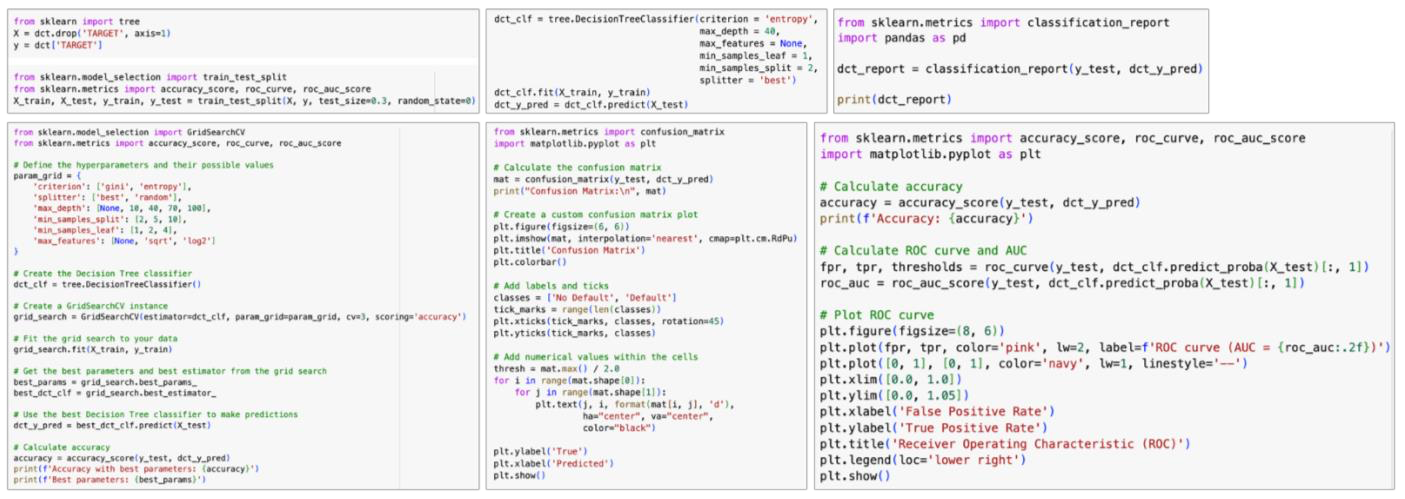 from sklearn import tree
X = dct.drop('TARGET', axis=1)
y = dct['TARGET']
from sklearn.model_selection import train_test_split
from sklearn.metrics import accuracy_score, roc_curve, roc_auc_score
X_train, X_test, y_train, y_test = train_test_split(X, y, test_size=0.3, random_state=0)
dct_clf = tree.DecisionTreeClassifier(criterion = 'entropy',
max_depth = 40,
max_features = None,
min_samples_leaf = 1,
min_samples_split = 2,
splitter = 'best')
dct_clf.fit(X_train, y_train)
dct_y_pred = dct_clf.predict(X_test)
from sklearn.metrics import classification_report
import pandas as pd
dct_report = classification_report(y_test, dct_y_pred)
print(dct_report)
from sklearn.model_selection import GridSearchCV
from sklearn.metrics import accuracy_score, roc_curve, roc_auc_score
# Define the hyperparameters and their possible values
param_grid = {
'criterion': ['gini', 'entropy'],
'splitter': ['best', 'random'],
'max_depth': [None, 10, 40, 70, 100],
'min_samples_split': [2, 5, 10],
'min_samples_leaf': [1, 2, 4],
'max_features': [None, 'sqrt', 'log2']
}
# Create the Decision Tree classifier
dct_clf = tree.DecisionTreeClassifier()
# Create a GridSearchCV instance
grid_search = GridSearchCV(estimator=dct_clf, param_grid=param_grid, cv=3, scoring='accuracy')
# Fit the grid search to your data
grid_search.fit(X_train, y_train)
# Get the best parameters and best estimator from the grid search
best_params = grid_search.best_params_
best_dct_clf = grid_search.best_estimator_
# Use the best Decision Tree classifier to make predictions
dct_y_pred = best_dct_clf.predict(X_test)
# Calculate accuracy
accuracy = accuracy_score(y_test, dct_y_pred)
print(f'Accuracy with best parameters: {accuracy}')
print(f'Best parameters: {best_params}')
from sklearn.metrics import confusion_matrix
import matplotlib.pyplot as plt
# Calculate the confusion matrix
mat = confusion_matrix(y_test, dct_y_pred)
print("Confusion Matrix:\n", mat)
# Create a custom confusion matrix plot
plt.figure(figsize=(6, 6))
plt.imshow(mat, interpolation='nearest', cmap=plt.cm.RdPu)
plt.title('Confusion Matrix')
plt.colorbar()
# Add labels and ticks
classes = ['No Default', 'Default']
tick_marks = range(len(classes))
plt.xticks(tick_marks, classes, rotation=45)
plt.yticks(tick_marks, classes)
# Add numerical values within the cells
thresh = mat.max() / 2.0
for i in range(mat.shape[0]):
for j in range(mat.shape[1]):
plt.text(j, i, format(mat[i, j], 'd'),
ha="center", va="center",
color="black")
plt.ylabel('True')
plt.xlabel('Predicted')
plt.show()
from sklearn.metrics import accuracy_score, roc_curve, roc_auc_score
import matplotlib.pyplot as plt
# Calculate accuracy
accuracy = accuracy_score(y_test, dct_y_pred)
print(f'Accuracy: {accuracy}')
# Calculate ROC curve and AUC
fpr, tpr, thresholds = roc_curve(y_test, dct_clf.predict_proba(X_test)[:, 1])
roc_auc = roc_auc_score(y_test, dct_clf.predict_proba(X_test)[:, 1])
# Plot ROC curve
plt.figure(figsize=(8, 6))
plt.plot(fpr, tpr, color='pink', lw=2, label=f'ROC curve (AUC = {roc_auc:.2f})')
plt.plot([0, 1], [0, 1], color='navy', lw=1, linestyle='--')
plt.xlim([0.0, 1.0])
plt.ylim([0.0, 1.05])
plt.xlabel('False Positive Rate')
plt.ylabel('True Positive Rate')
plt.title('Receiver Operating Characteristic (ROC)')
plt.legend(loc='lower right')
plt.show()